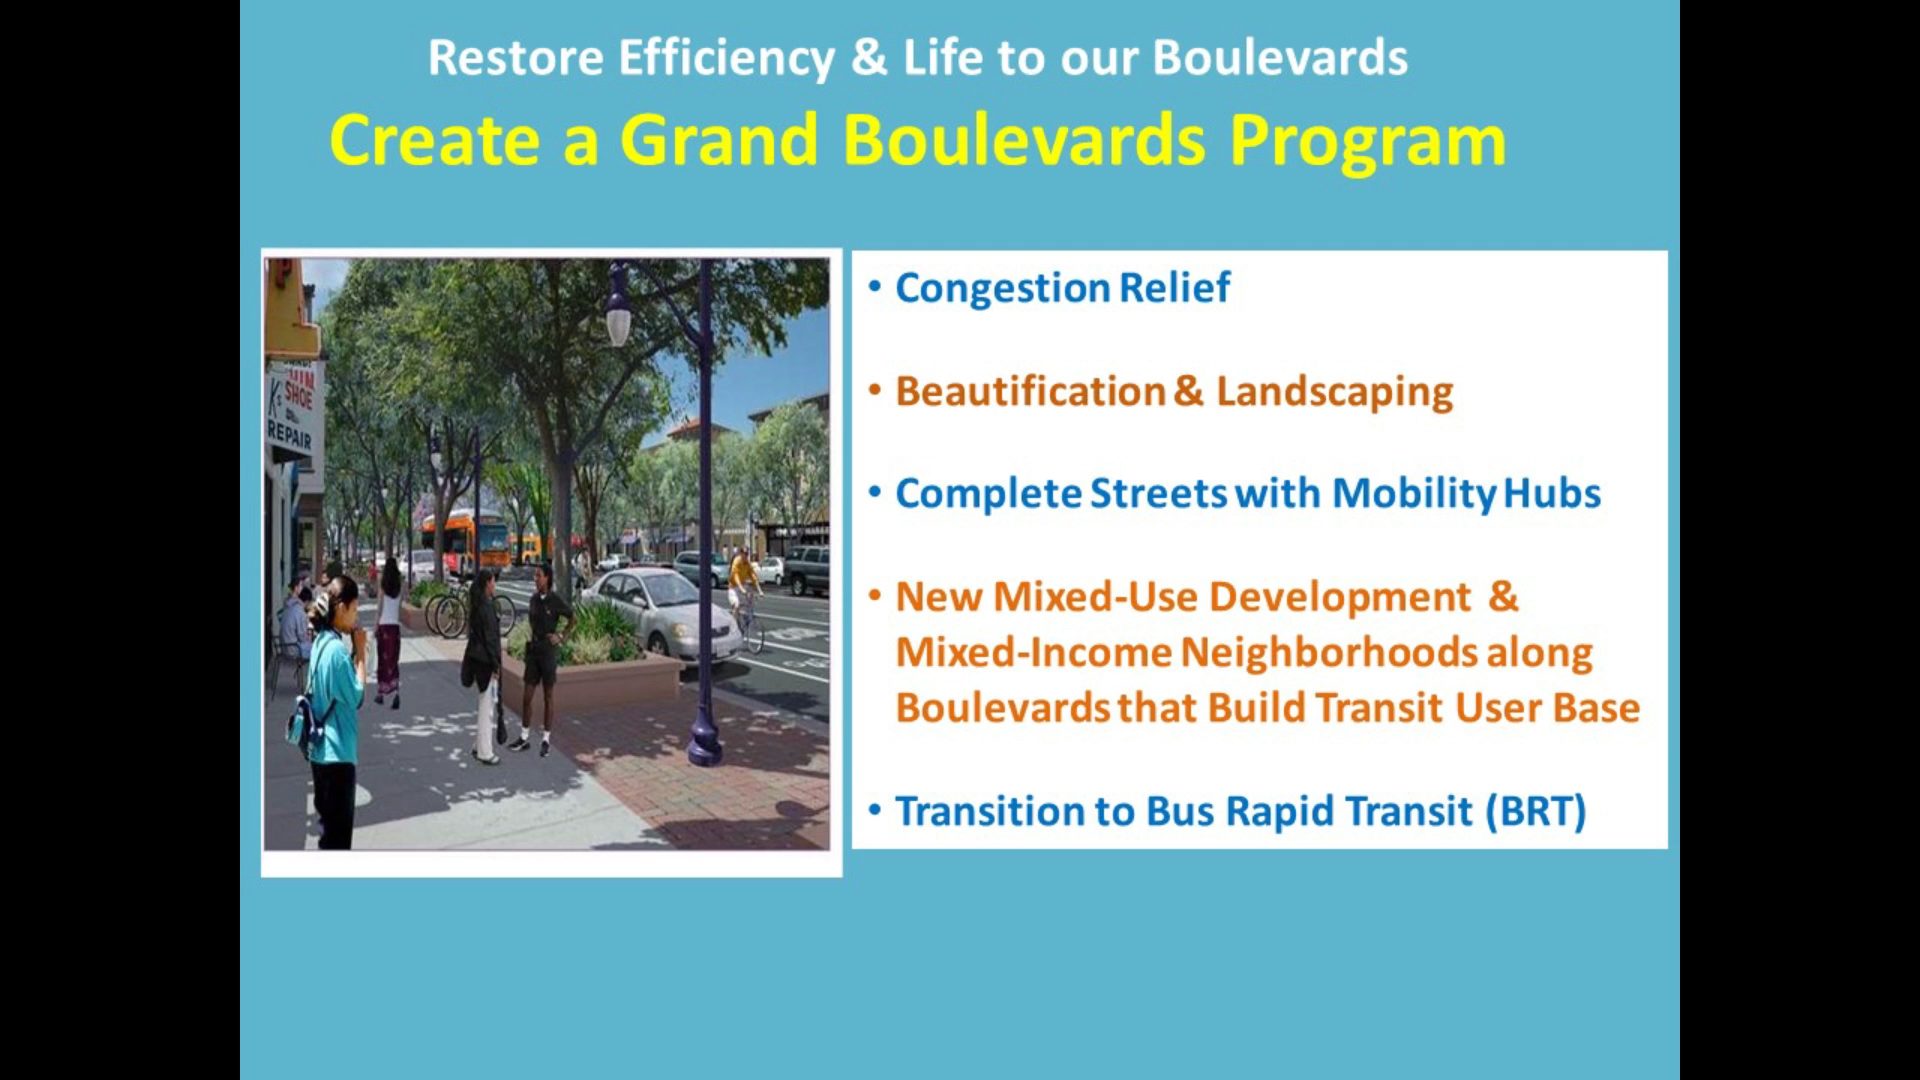 Restore Efficiency & Life to our Boulevards
Create a Grand Boulevards Program
SHOE
REPAIR
• Congestion Relief
• Beautification & Landscaping
• Complete Streets with Mobility Hubs
• New Mixed-Use Development &
Mixed-Income Neighborhoods along
Boulevards that Build Transit User Base
• Transition to Bus Rapid Transit (BRT)